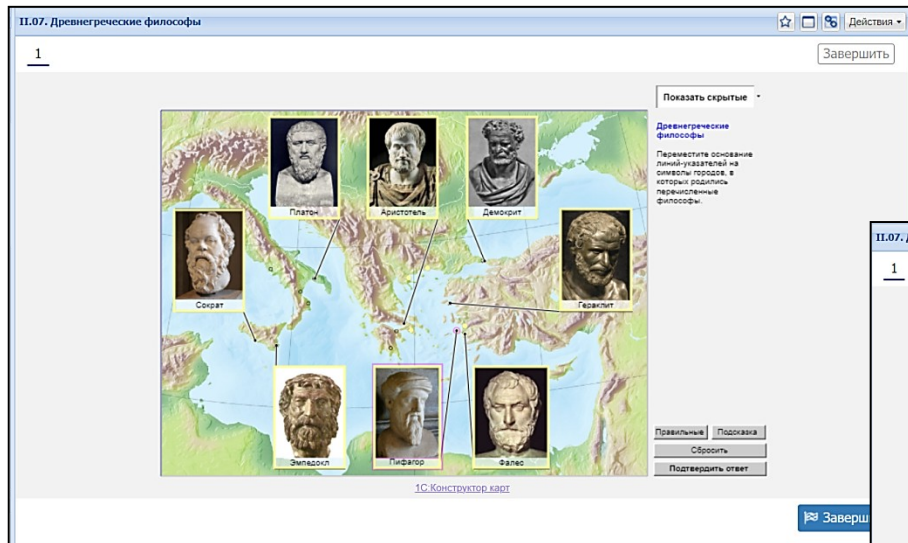 II.07. Древнегреческие философы
Действия
1
Завершить
Показать скрытые
Древнегреческие
философы
Переместите основание
линий-указателей на
символы городов, в
которых родились
перечисленные
философы.
Платон
Аристотель
Демокрит
Сократ
Гераклит
II.07. Д
1
Эмпедокл
Пифагор
Фалес
Правильные
Подсказка
Сбросить
Подтвердить ответ
1С:Конструктор карт
Заверш